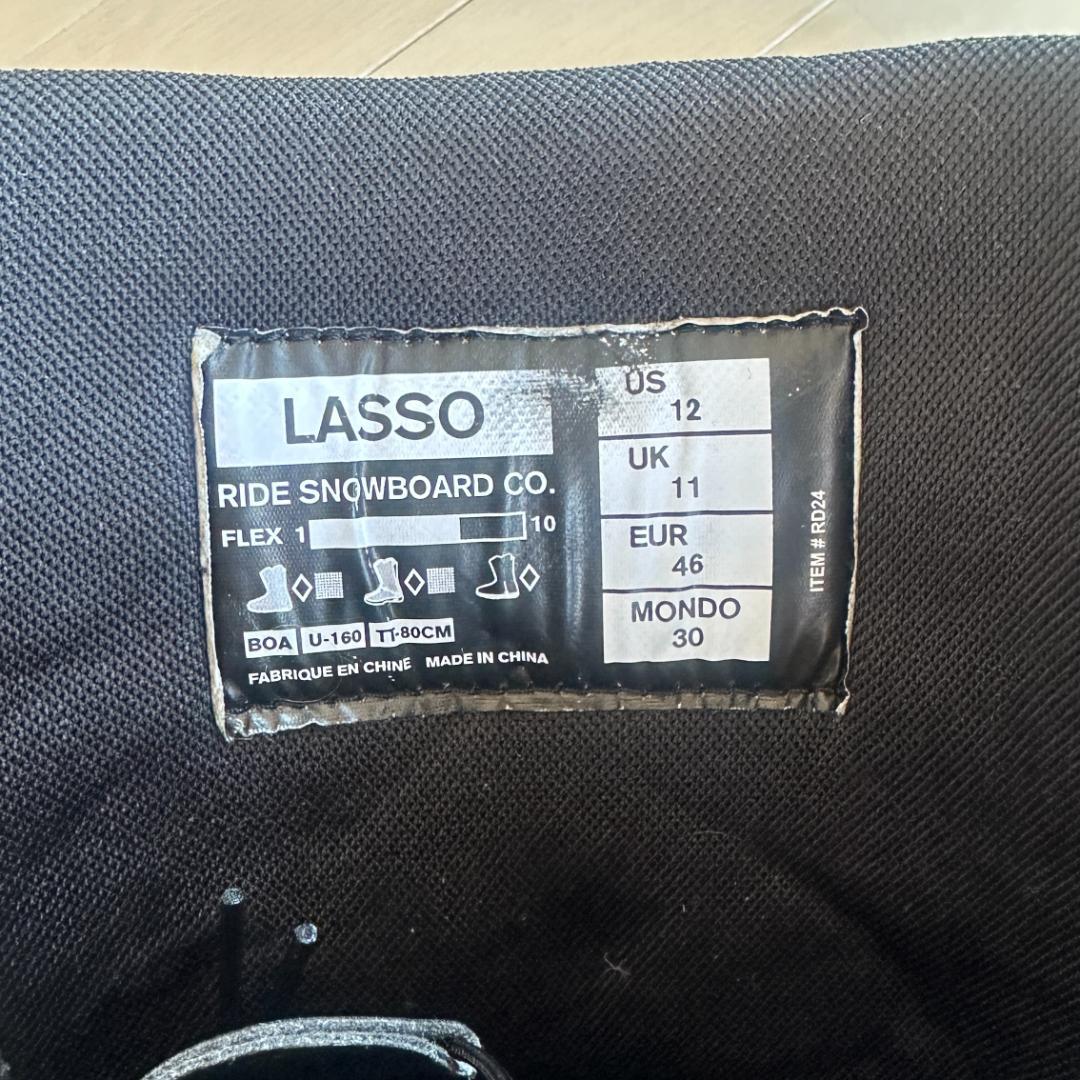 LASSO
RIDE SNOWBOARD CO.
FLEX 1 10
BOA U-160 TT-80CM
FABRIQUE EN CHINE MADE IN CHINA
US
12
UK
11
EUR
46
MONDO
30
ITEM # RD24